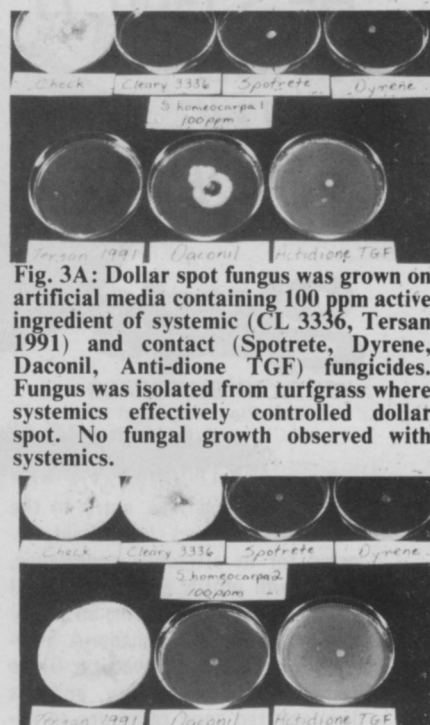 Check Cleary 3336 Spotrete Dyrene
S. homeocarpa 1
100 ppm
Tersan 1991 Daconil Actidione TGF
Fig. 3A: Dollar spot fungus was grown on
artificial media containing 100 ppm active
ingredient of systemic (CL 3336, Tersan
1991) and contact (Spotrete, Dyrene,
Daconil, Anti-dione TGF) fungicides.
Fungus was isolated from turfgrass where
systemics effectively controlled dollar
spot. No fungal growth observed with
systemics.
Check Cleary 3336 Spotrete Dyrene
S. homeocarpa 2
100 ppm
Tersan 1991 Daconil Actidione TGF